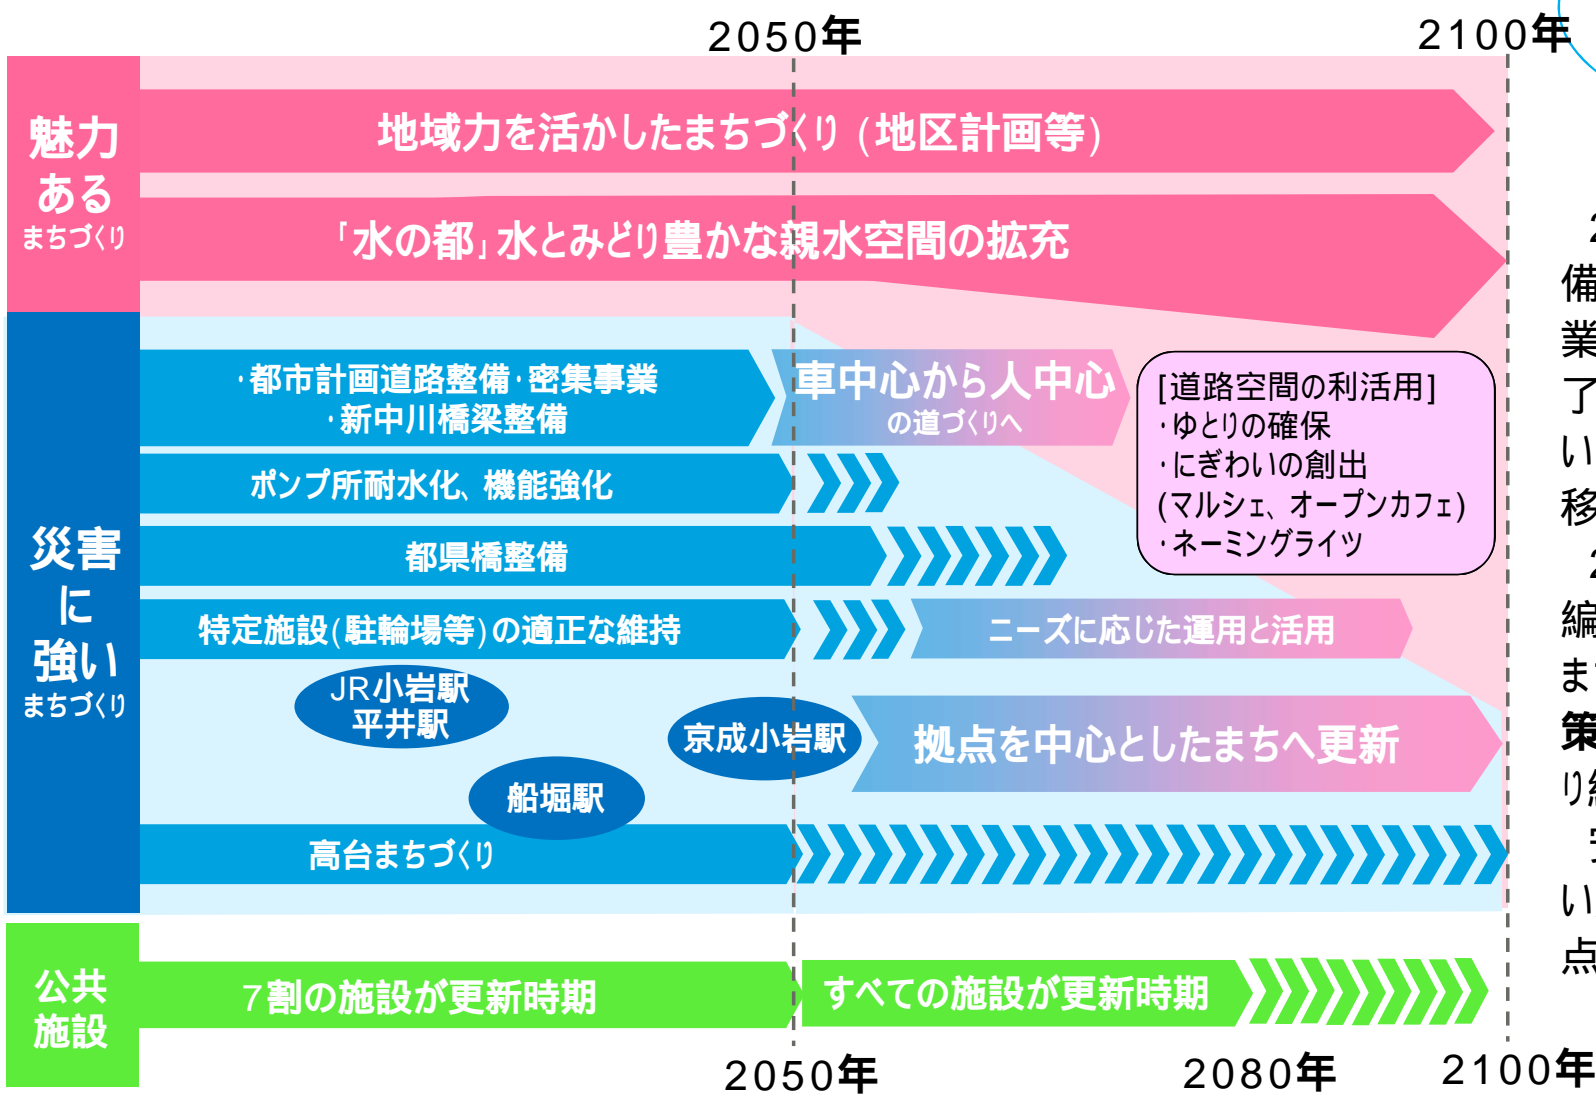 2050年
2100年
魅力
ある
まちづくり
地域力を活かしたまちづくり (地区計画等)
「水の都」水とみどり豊かな親水空間の拡充
災害
に
強い
まちづくり
・都市計画道路整備・密集事業
・新中川橋梁整備
車中心から人中心
の道づくりへ
[道路空間の利活用]
・ゆとりの確保
・にぎわいの創出
(マルシェ、オープンカフェ)
・ネーミングライツ
ポンプ所耐水化、機能強化
都県橋整備
特定施設(駐輪場等)の適正な維持
ニーズに応じた運用と活用
JR小岩駅
平井駅
京成小岩駅
船堀駅
拠点を中心としたまちへ更新
高台まちづくり
公共
施設
7割の施設が更新時期
すべての施設が更新時期
2050年
2080年
2100年
2
備
業
了
い
移
2
編
ま
策
り
い
点